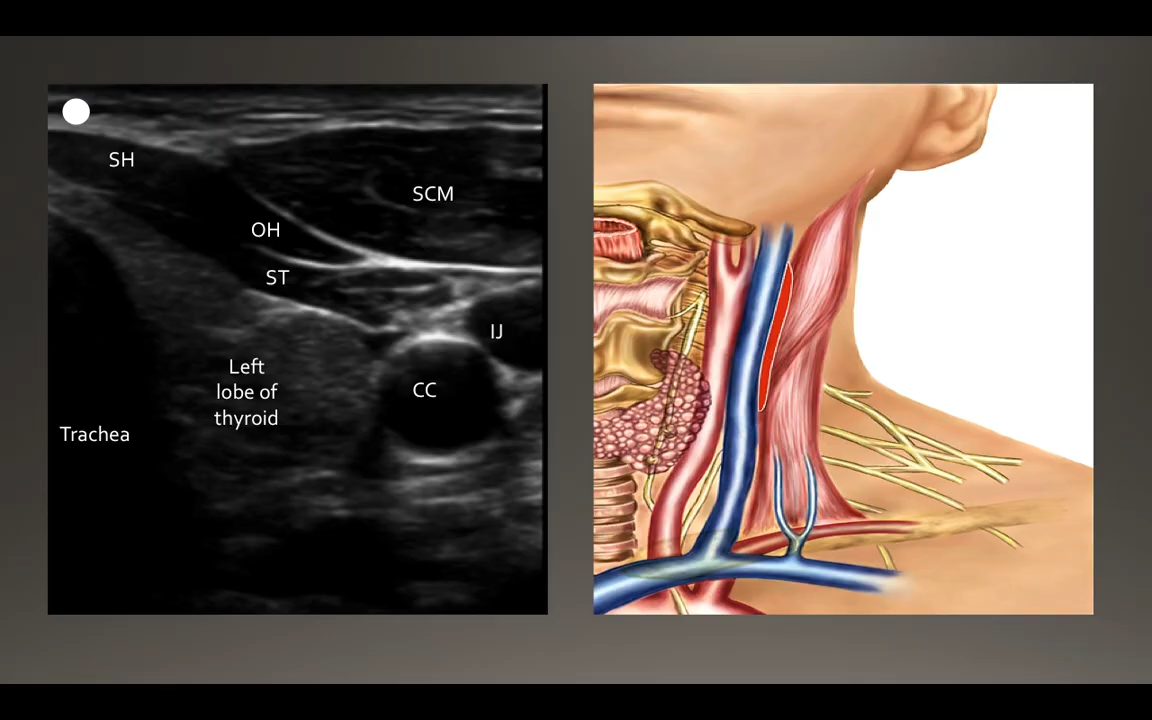 SH
SCM
OH
ST
IJ
Left
lobe of
thyroid
CC
Trachea